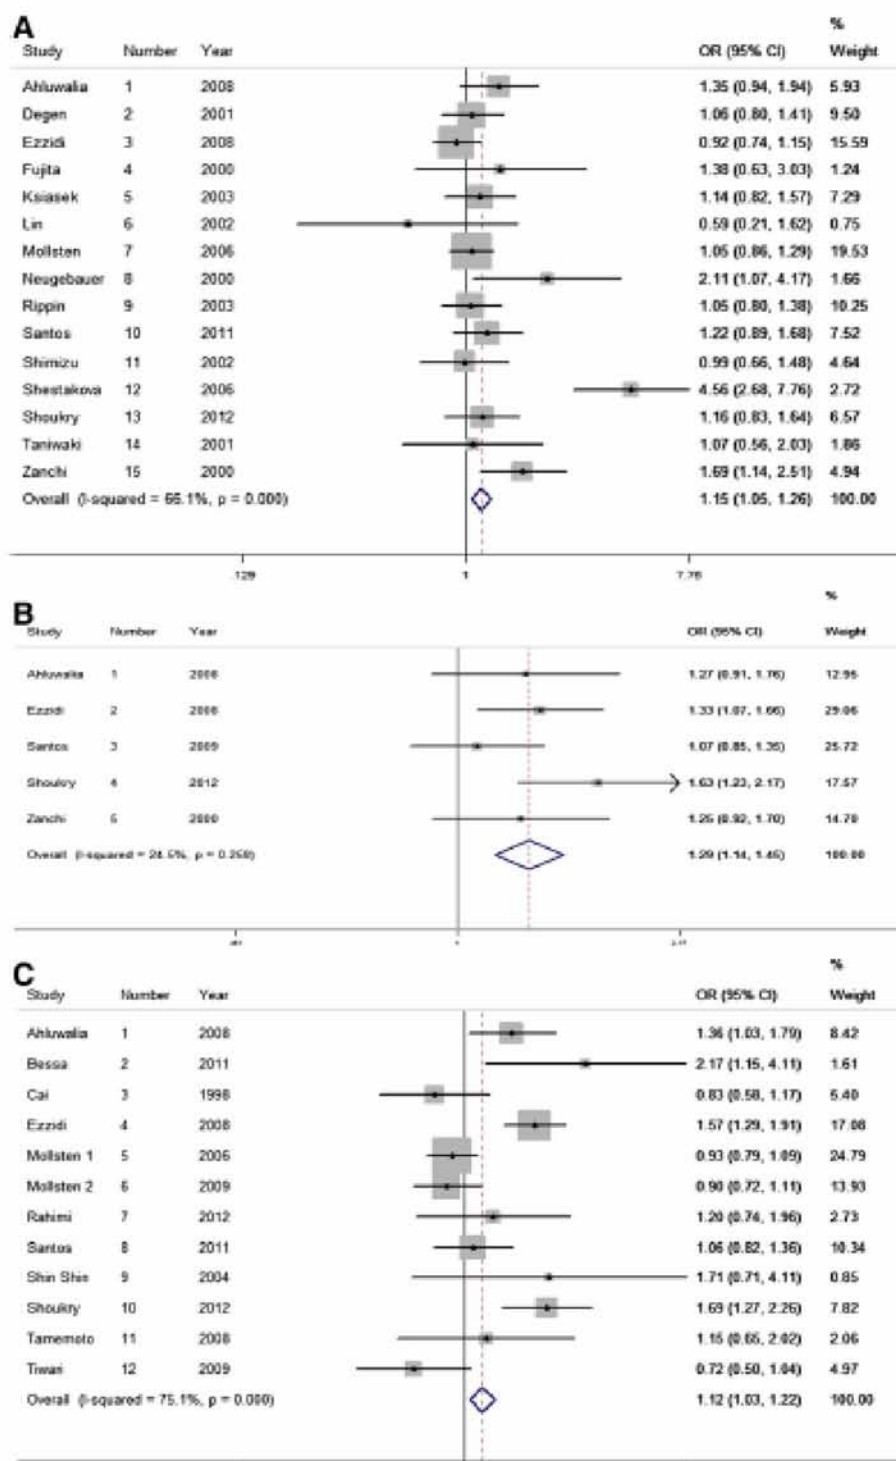 A
%
Study Number Year OR (95% CI) Weight
Ahluwalia 1 2008 1.35 (0.94, 1.94) 5.93
Degen 2 2001 1.06 (0.80, 1.41) 9.50
Ezzidi 3 2008 0.92 (0.74, 1.15) 15.59
Fujita 4 2000 1.38 (0.63, 3.03) 1.24
Ksiasek 5 2003 1.14 (0.82, 1.57) 7.29
Lin 6 2002 0.59 (0.21, 1.62) 0.75
Mollsten 7 2006 1.05 (0.86, 1.29) 19.53
Neugebauer 8 2000 2.11 (1.07, 4.17) 1.66
Rippin 9 2003 1.05 (0.80, 1.38) 10.25
Santos 10 2011 1.22 (0.89, 1.68) 7.52
Shimizu 11 2002 0.99 (0.66, 1.48) 4.64
Shestakova 12 2006 4.56 (2.68, 7.76) 2.72
Shoukry 13 2012 1.16 (0.83, 1.64) 6.57
Taniwaki 14 2001 1.07 (0.56, 2.03) 1.86
Zanchi 15 2000 1.69 (1.14, 2.51) 4.94
Overall (I-squared = 66.1%, p = 0.000) 1.15 (1.05, 1.26) 100.00
.129 1 7.76
B
%
Study Number Year OR (95% CI) Weight
Ahluwalia 1 2008 1.27 (0.91, 1.76) 12.95
Ezzidi 2 2008 1.33 (1.07, 1.66) 29.06
Santos 3 2009 1.07 (0.85, 1.35) 25.72
Shoukry 4 2012 1.63 (1.23, 2.17) 17.57
Zanchi 5 2000 1.25 (0.92, 1.70) 14.70
Overall (I-squared = 24.5%, p = 0.258) 1.29 (1.14, 1.45) 100.00
1
C
%
Study Number Year OR (95% CI) Weight
Ahluwalia 1 2008 1.36 (1.03, 1.79) 8.42
Bessa 2 2011 2.17 (1.15, 4.11) 1.61
Cai 3 1998 0.83 (0.58, 1.17) 5.40
Ezzidi 4 2008 1.57 (1.29, 1.91) 17.08
Mollsten 1 5 2006 0.93 (0.79, 1.09) 24.79
Mollsten 2 6 2009 0.90 (0.72, 1.11) 13.93
Rahimi 7 2012 1.20 (0.74, 1.96) 2.73
Santos 8 2011 1.06 (0.82, 1.36) 10.34
Shin Shin 9 2004 1.71 (0.71, 4.11) 0.85
Shoukry 10 2012 1.69 (1.27, 2.26) 7.82
Tamemoto 11 2008 1.15 (0.65, 2.02) 2.06
Tiwari 12 2009 0.72 (0.50, 1.04) 4.97
Overall (I-squared = 75.1%, p = 0.000) 1.12 (1.03, 1.22) 100.00